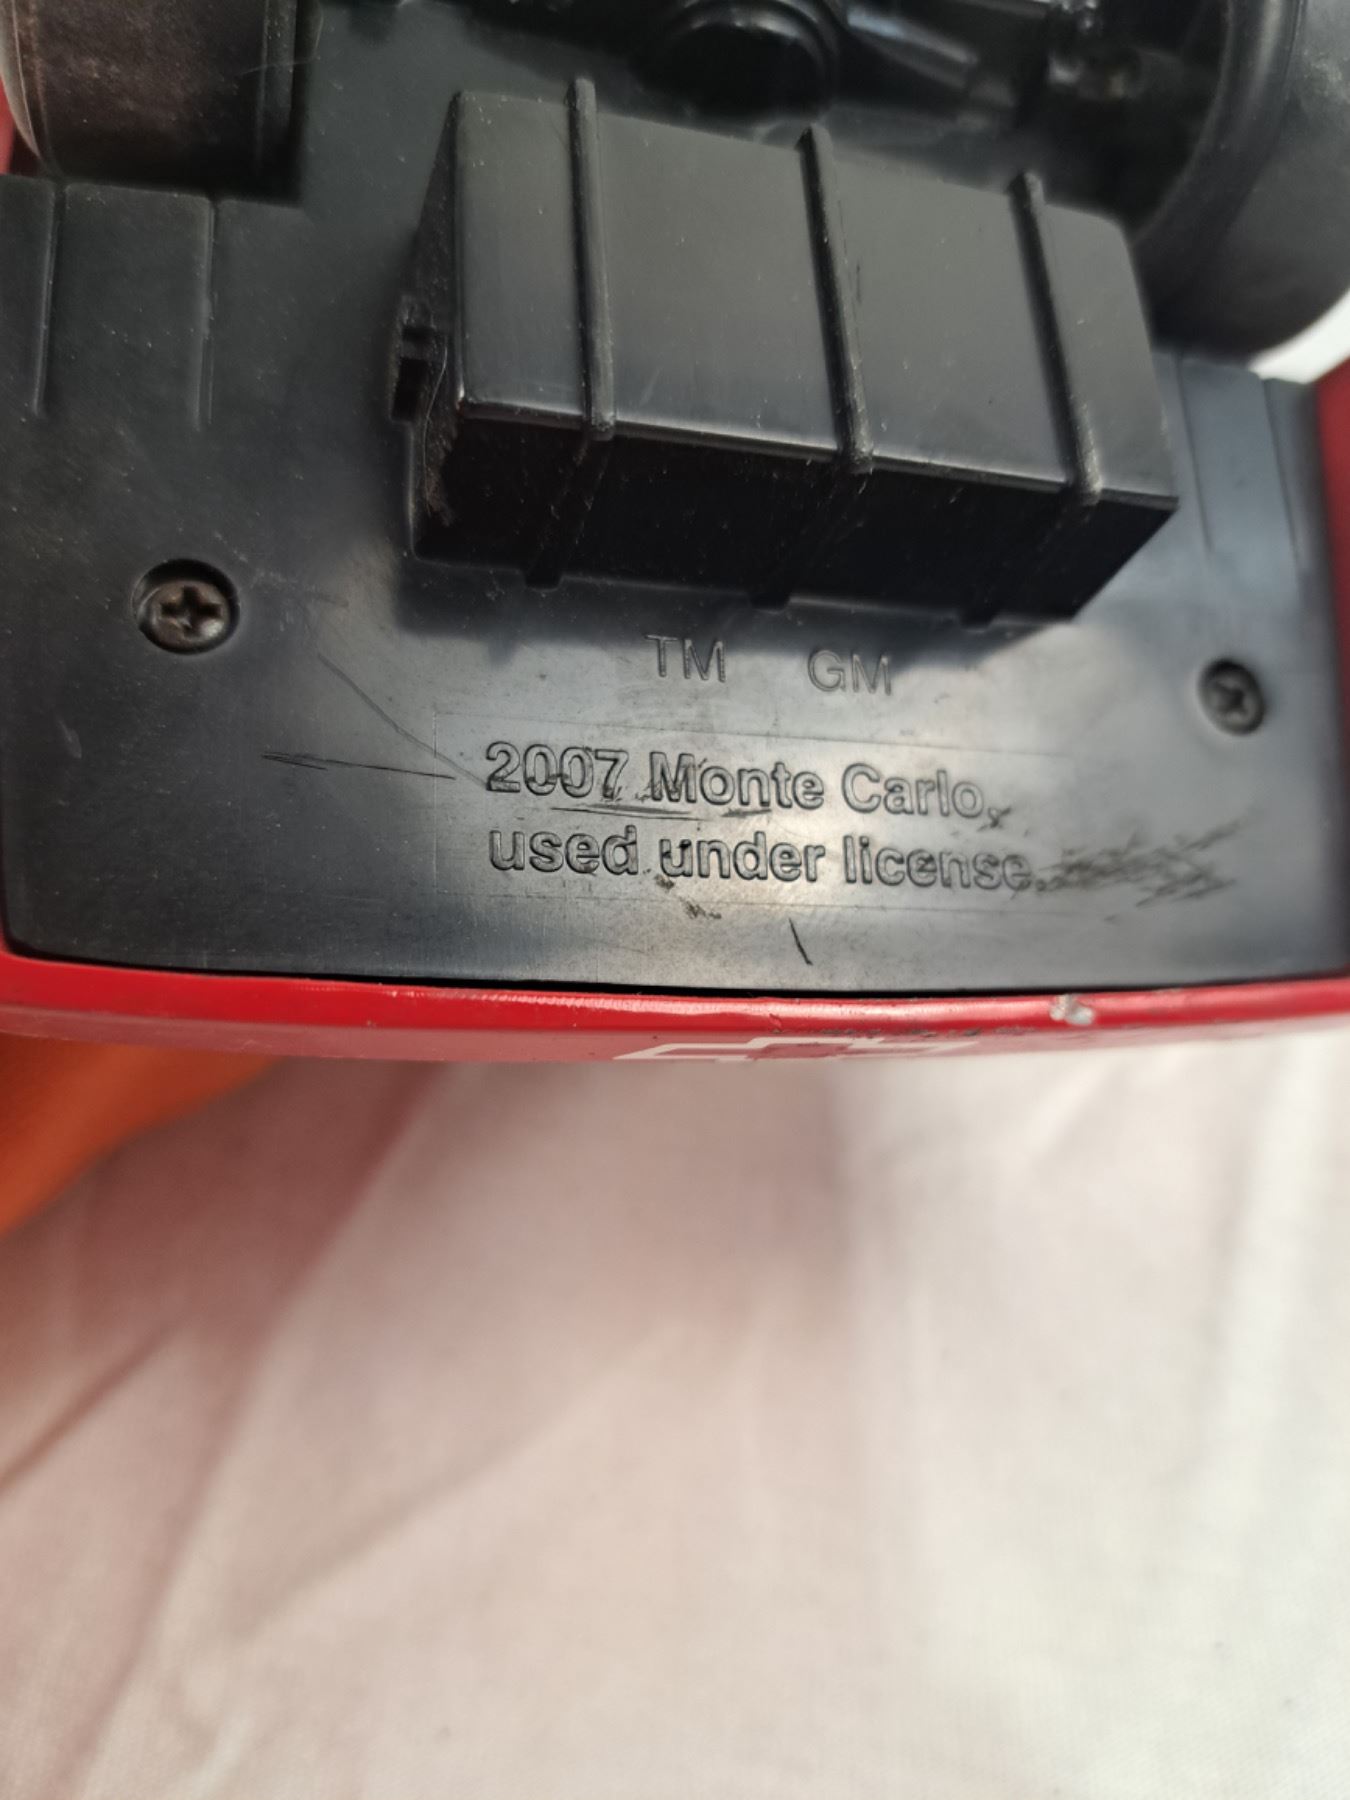 TM GM
2007 Monte Carlo,
used under license.